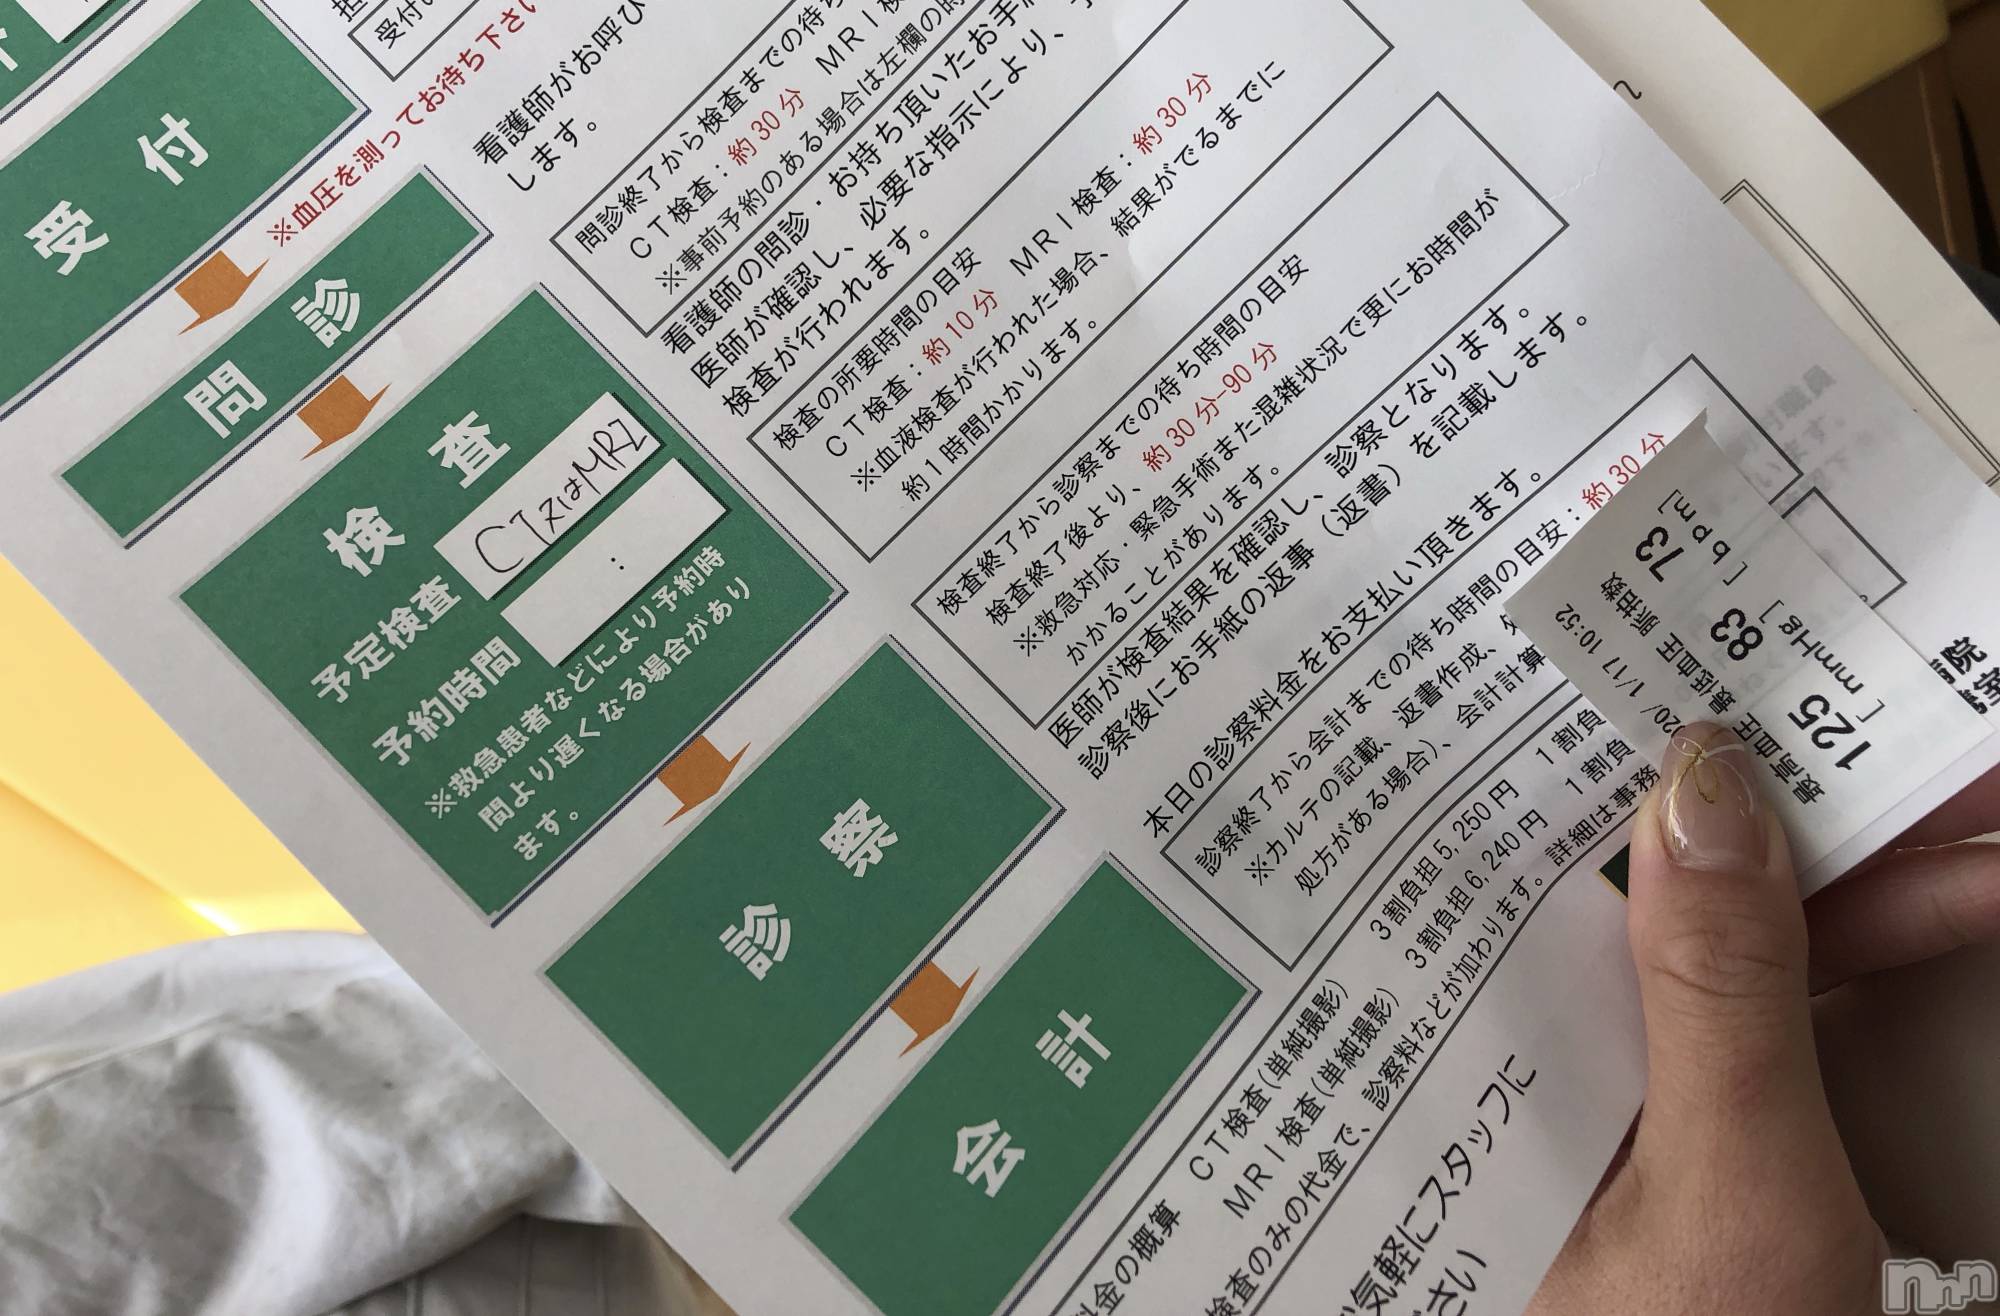 受付
※血圧を測ってお待ち下さい
看護師がお呼び
します。
問診
問診終了から検査までの待ち
CT検査：約30分 MRI検
※事前予約のある場合は左欄の時
検査
予定検査
CT又はMRI
予約時間
：
※救急患者などにより予約時
間より遅くなる場合があり
ます。
看護師の問診・お持ち頂いたお手
医師が確認し、必要な指示により、
検査が行われます。
検査の所要時間の目安
CT検査：約10分 MRI検査：約30分
※血液検査が行われた場合、結果がでるまでに
約1時間かかります。
検査終了から診察までの待ち時間の目安
検査終了後より、約30分~90分
※救急対応・緊急手術また混雑状況で更にお時間が
かかることがあります。
診察
医師が検査結果を確認し、診察となります。
診察後にお手紙の返事（返書）を記載します。
会計
本日の診察料金をお支払い頂きます。
診察終了から会計までの待ち時間の目安：約30分
※カルテの記載、返書作成、
処方がある場合）、会計計算
料金の概算 CT検査（単純撮影） 3割負担5,250円 1割負
MRI検査（単純撮影） 3割負担6,240円 1割負
検査のみの代金で、診察料などが加わります。詳細は事務
気軽にスタッフに
ださい
20/ 1/17 10:52
最高血圧 最低血圧 脈拍数
125 83 73
[mmHg] [bpm]
院
室
nnn